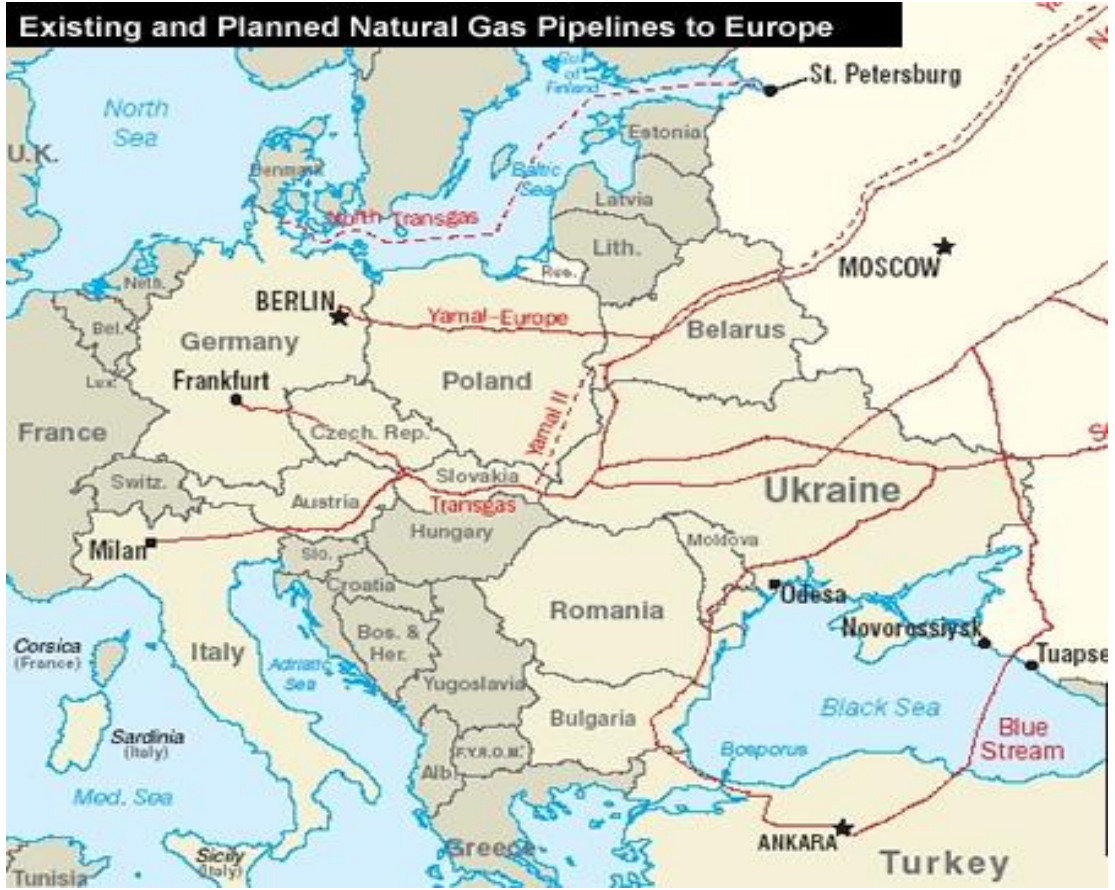 Existing and Planned Natural Gas Pipelines to Europe
St. Petersburg
Gulf
of
Finland
North
Sea
U.K.
Denmark
Estonia
Baltic
Sea
Latvia
North Transgas
Lith.
MOSCOW
Rus.
Neth.
BERLIN
Yamal-Europe
Belarus
Bel.
Germany
Lux.
Frankfurt
Poland
Yamal II
France
Czech. Rep.
Slovakia
Switz.
Austria
Transgas
Ukraine
Hungary
Moldova
Milan
Slo.
Croatia
Odesa
Romania
Novorossiysk
Corsica
(France)
Italy
Bos. &
Her.
Tuapse
Adriatic
Sea
Yugoslavia
Black Sea
Bulgaria
Blue
Stream
Sardinia
(Italy)
F.Y.R.O.M.
Bosporus
Alb.
Med. Sea
ANKARA
Greece
Sicily
(Italy)
Turkey
Tunisia